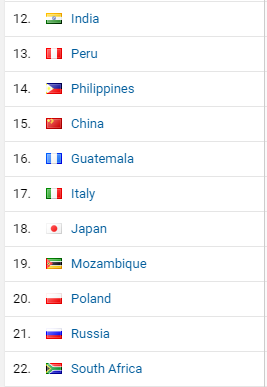 12. India
13. Peru
14. Philippines
15. China
16. Guatemala
17. Italy
18. Japan
19. Mozambique
20. Poland
21. Russia
22. South Africa